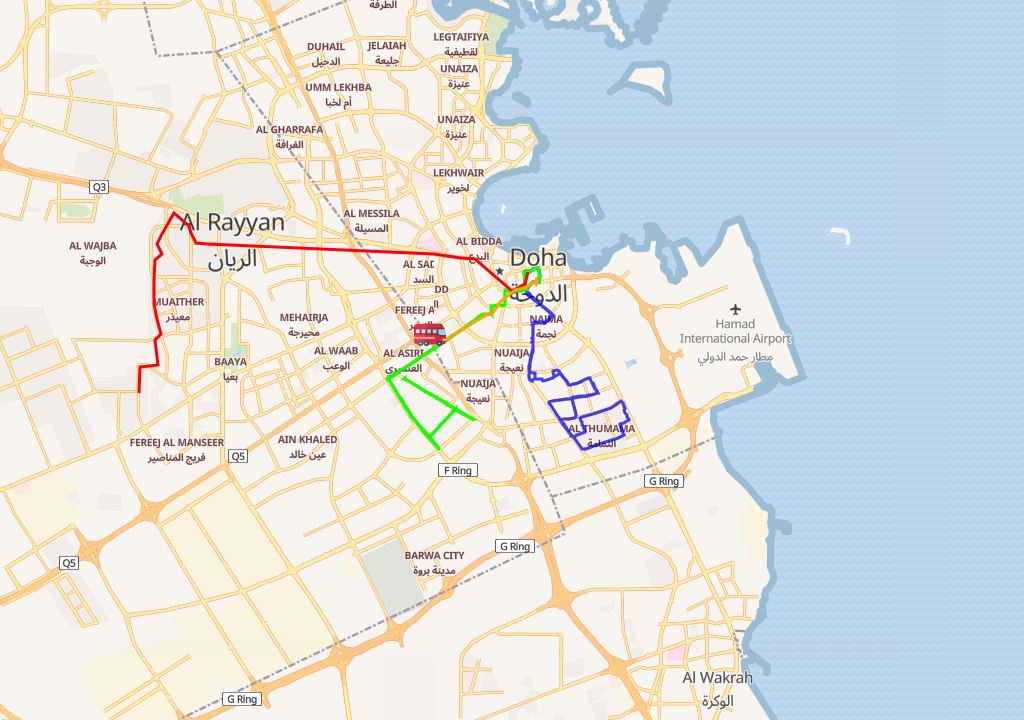 الطرفة
LEGTAIFIYA
لقطيفية
DUHAIL
الدحيل
JELAIAH
جليعة
UNAIZA
عنيزة
UMM LEKHBA
أم لخبا
UNAIZA
عنيزة
AL GHARRAFA
الغرافة
LEKHWAIR
لخوير
Q3
Al Rayyan
الريان
AL MESSILA
المسيلة
AL WAJBA
الوجبة
AL BIDDA
البدع
Doha
الدوحة
AL SAD
السد
DD
MUAITHER
معيذر
FEREEJ A
MEHAIRJA
محيرجة
NAJMA
نجمة
Hamad
International Airport
مطار حمد الدولي
AL WAAB
الوعب
AL ASIRI
العسيري
NUAIJA
نعيجة
BAAYA
بعيا
NUAIJA
نعيجة
AL THUMAMA
الثمامة
FEREEJ AL MANSEER
فريج المناصير
AIN KHALED
عين خالد
Q5
F Ring
G Ring
G Ring
BARWA CITY
مدينة بروة
Q5
Al Wakrah
الوكرة
G Ring